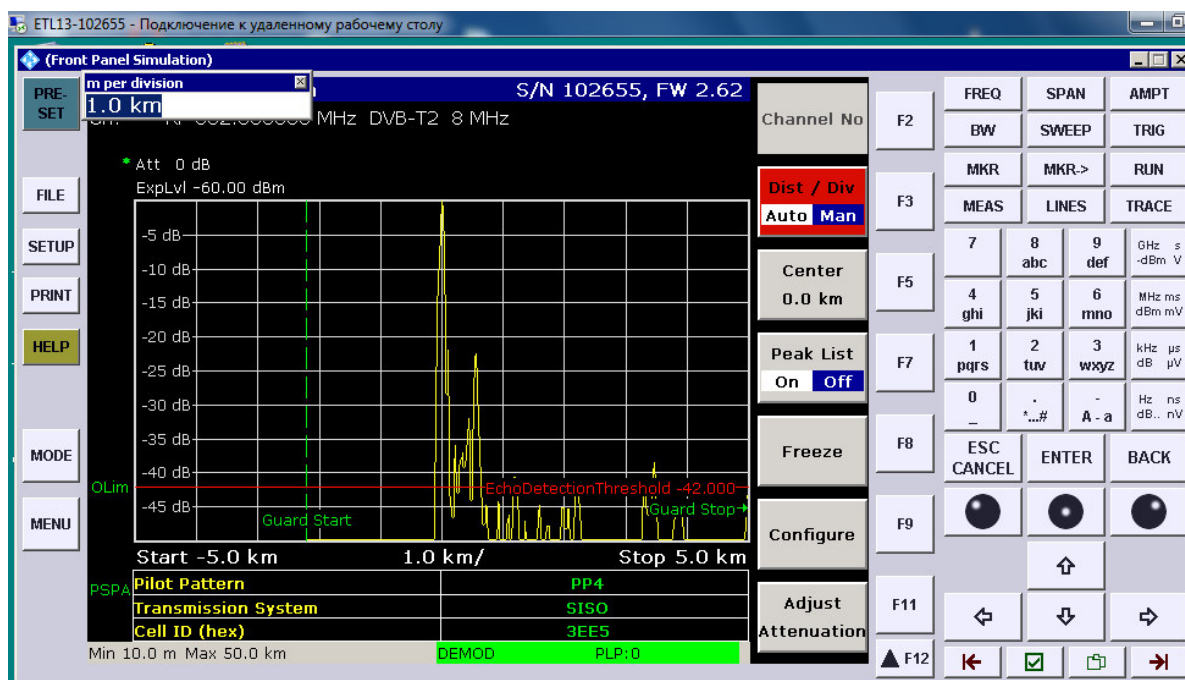 ETL13-102655 - Подключение к удаленному рабочему столу
(Front Panel Simulation)
m per division
1.0 km
S/N 102655, FW 2.62
MHz DVB-T2 8 MHz
* Att 0 dB
ExpLvl -60.00 dBm
-5 dB
-10 dB
-15 dB
-20 dB
-25 dB
-30 dB
-35 dB
-40 dB
-45 dB
OLim
EchoDetectionThreshold -42.000
Guard Start
Guard Stop
Start -5.0 km 1.0 km/ Stop 5.0 km
PSPA
Pilot Pattern PP4
Transmission System SISO
Cell ID (hex) 3EE5
Min 10.0 m Max 50.0 km DEMOD PLP:0
PRE-
SET
FILE
SETUP
PRINT
HELP
MODE
MENU
Channel No
Dist / Div
Auto Man
Center
0.0 km
Peak List
On Off
Freeze
Configure
Adjust
Attenuation
F2
F3
F5
F7
F8
F9
F11
F12
FREQ SPAN AMPT
BW SWEEP TRIG
MKR MKR-> RUN
MEAS LINES TRACE
7 8 9 GHz s
abc def -dBm V
4 5 6 MHz ms
ghi jkl mno dBm mV
1 2 3 kHz µs
pqrs tuv wxyz dB µV
0 . - Hz ns
_ *...# A - a dB.. nV
ESC
CANCEL
ENTER
BACK